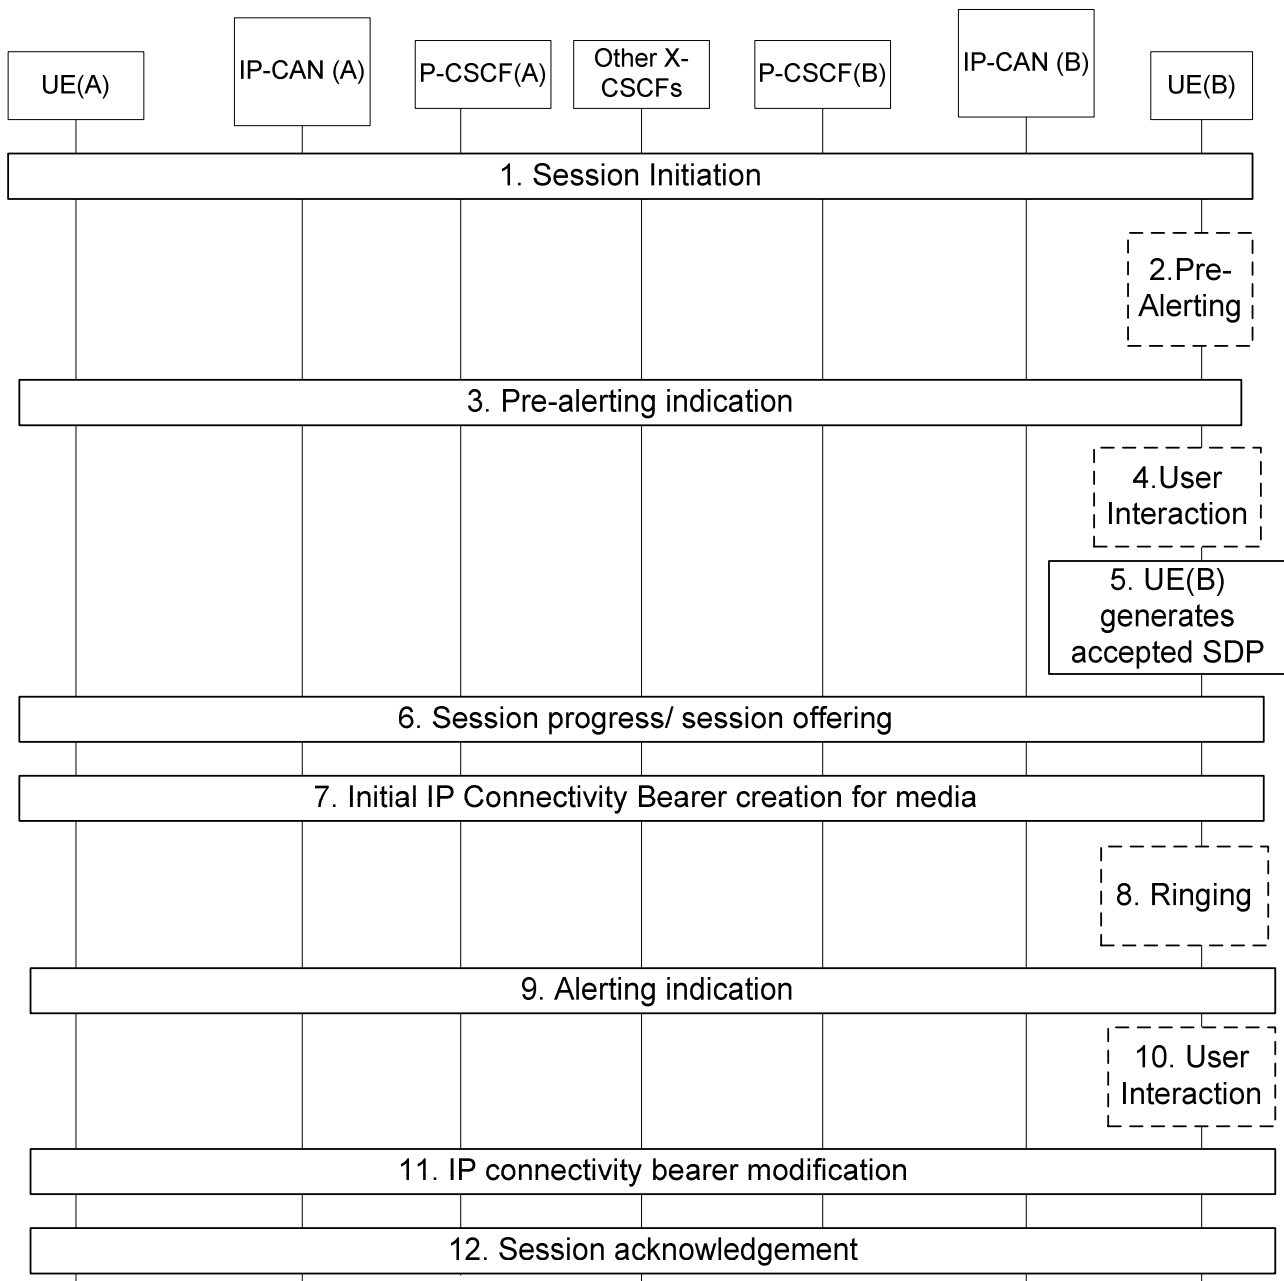 UE(A)
IP-CAN (A)
P-CSCF(A)
Other X-
CSCFs
P-CSCF(B)
IP-CAN (B)
UE(B)
1. Session Initiation
2.Pre-
Alerting
3. Pre-alerting indication
4.User
Interaction
5. UE(B)
generates
accepted SDP
6. Session progress/ session offering
7. Initial IP Connectivity Bearer creation for media
8. Ringing
9. Alerting indication
10. User
Interaction
11. IP connectivity bearer modification
12. Session acknowledgement